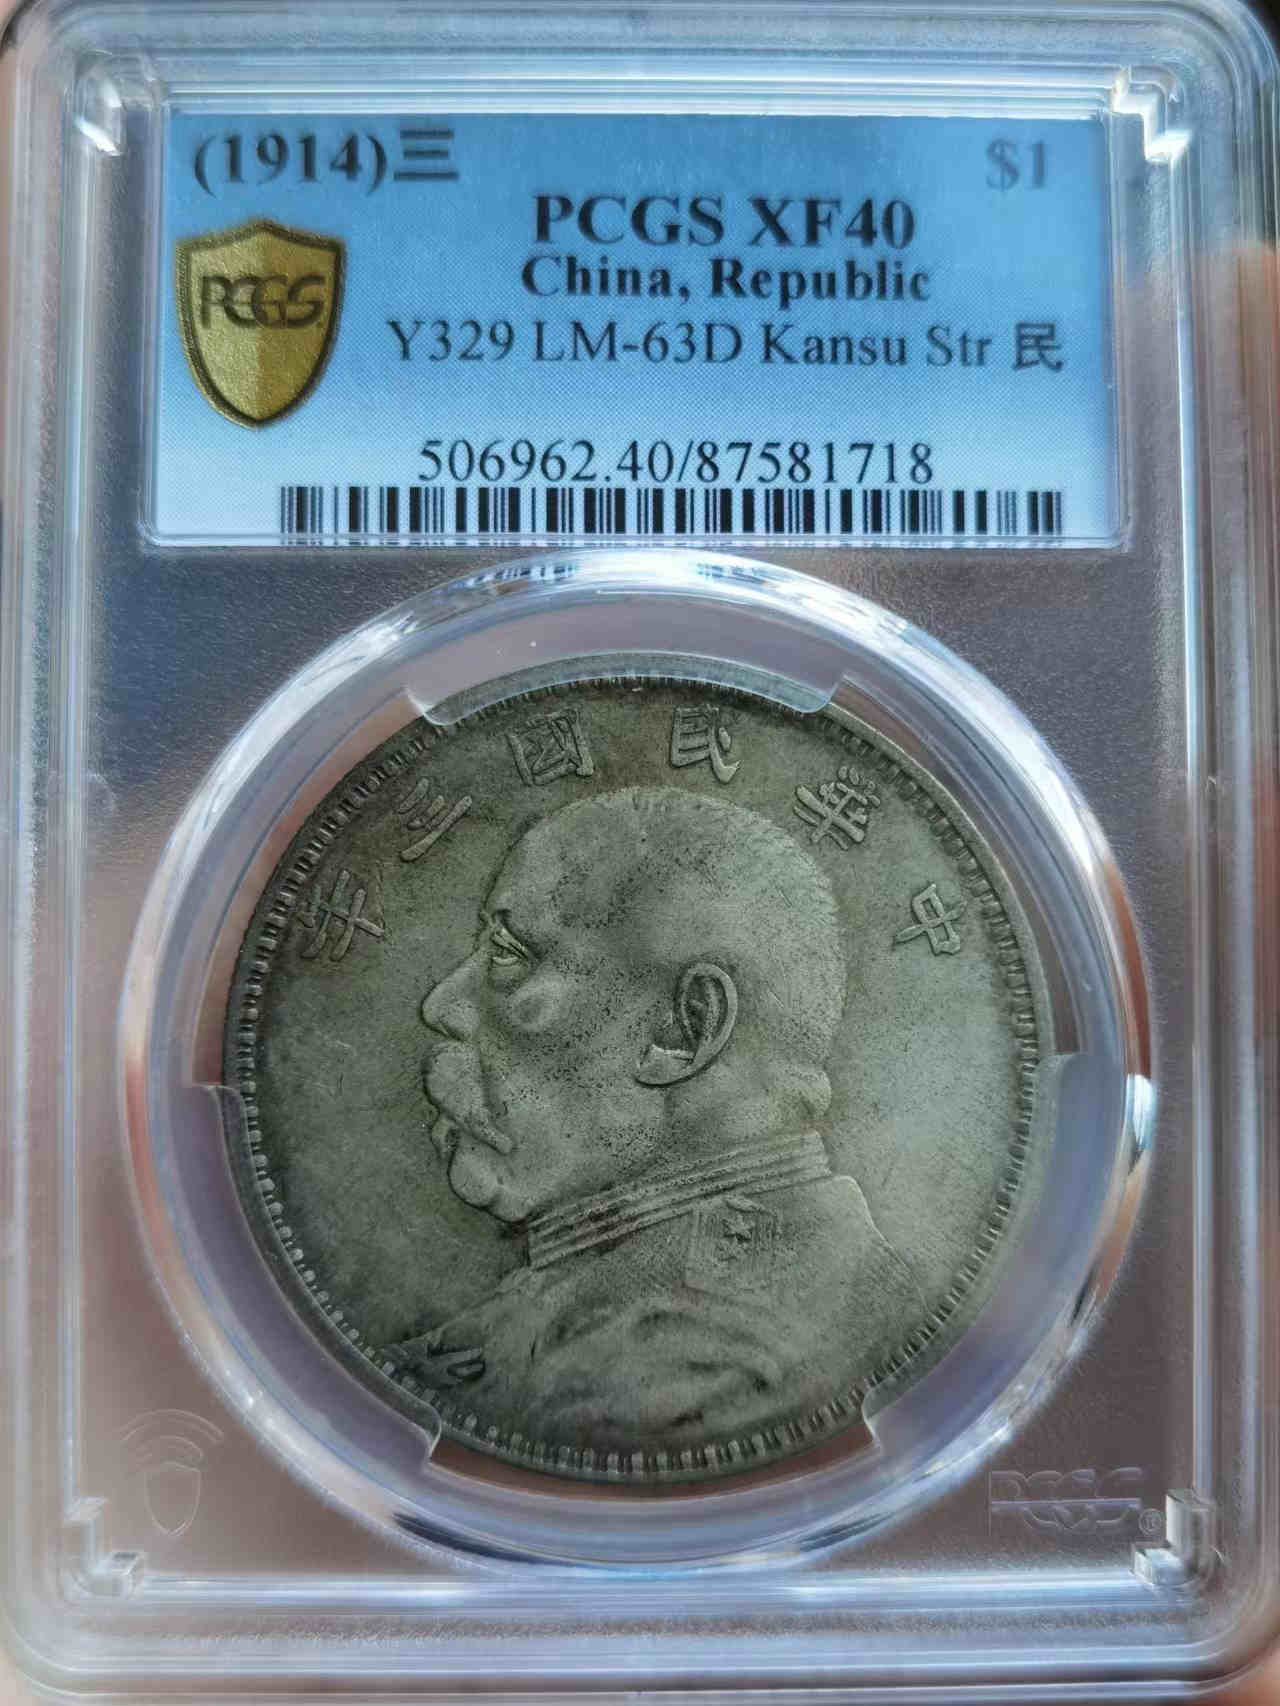 (1914)三 $1
PCGS XF40
China, Republic
PCGS
Y329 LM-63D Kansu Str 民
506962.40/87581718
年三國民華中
PCGS®